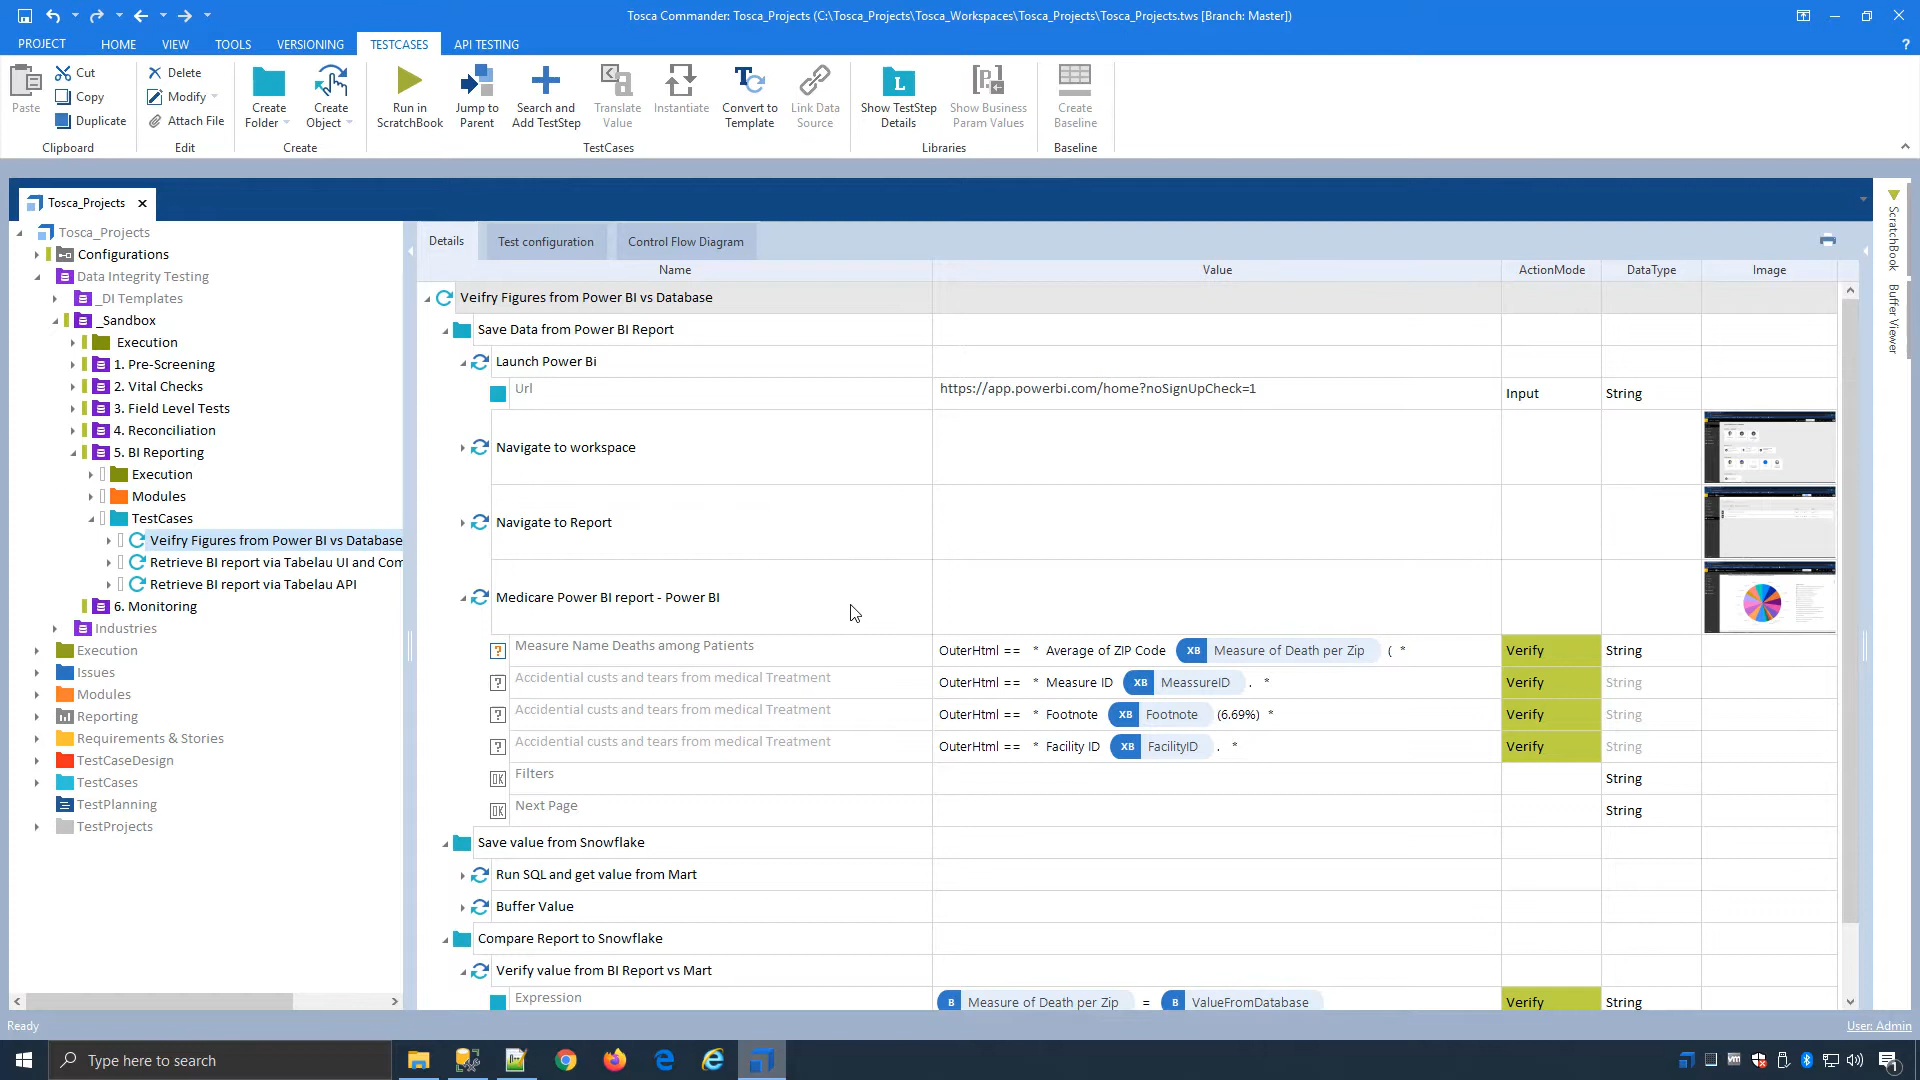 Tosca Commander: Tosca_Projects (C:\Tosca_Projects\Tosca_Workspaces\Tosca_Projects\Tosca_Projects.tws [Branch: Master])
PROJECT HOME VIEW TOOLS VERSIONING TESTCASES API TESTING ?
Paste
Cut
Copy
Duplicate
Clipboard
Delete
Modify
Attach File
Edit
Create Folder
Create Object
Create
Run in ScratchBook
Jump to Parent
Search and Add TestStep
Translate Value
Instantiate
Convert to Template
Link Data Source
TestCases
Show TestStep Details
Show Business Param Values
Libraries
Create Baseline
Baseline
Tosca_Projects
Tosca_Projects
Configurations
Data Integrity Testing
_DI Templates
_Sandbox
Execution
1. Pre-Screening
2. Vital Checks
3. Field Level Tests
4. Reconciliation
5. BI Reporting
Execution
Modules
TestCases
Veifry Figures from Power BI vs Database
Retrieve BI report via Tabelau UI and Com
Retrieve BI report via Tabelau API
6. Monitoring
Industries
Execution
Issues
Modules
Reporting
Requirements & Stories
TestCaseDesign
TestCases
TestPlanning
TestProjects
Details Test configuration Control Flow Diagram
Name Value ActionMode DataType Image
Veifry Figures from Power BI vs Database
Save Data from Power BI Report
Launch Power Bi
Url https://app.powerbi.com/home?noSignUpCheck=1 Input String
Navigate to workspace
Navigate to Report
Medicare Power BI report - Power BI
? Measure Name Deaths among Patients OuterHtml == * Average of ZIP Code XB Measure of Death per Zip ( * Verify String
? Accidential custs and tears from medical Treatment OuterHtml == * Measure ID XB MeassureID . * Verify String
? Accidential custs and tears from medical Treatment OuterHtml == * Footnote XB Footnote (6.69%) * Verify String
? Accidential custs and tears from medical Treatment OuterHtml == * Facility ID XB FacilityID . * Verify String
OK Filters String
OK Next Page String
Save value from Snowflake
Run SQL and get value from Mart
Buffer Value
Compare Report to Snowflake
Verify value from BI Report vs Mart
Expression B Measure of Death per Zip = B ValueFromDatabase Verify String
ScratchBook
Buffer Viewer
Ready
User: Admin
Type here to search